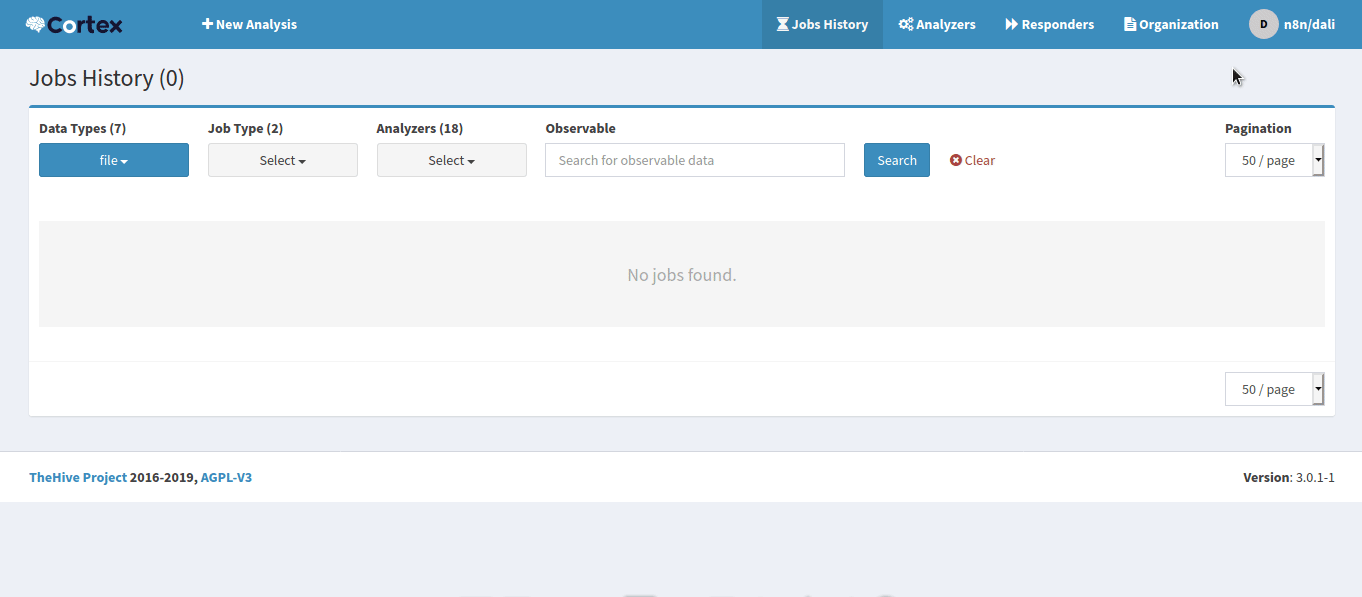 Cortex New Analysis Jobs History Analyzers Responders Organization D n8n/dali
Jobs History (0)
Data Types (7) Job Type (2) Analyzers (18) Observable Pagination
file Select Select Search for observable data Search Clear 50 / page
No jobs found.
50 / page
TheHive Project 2016-2019, AGPL-V3 Version: 3.0.1-1